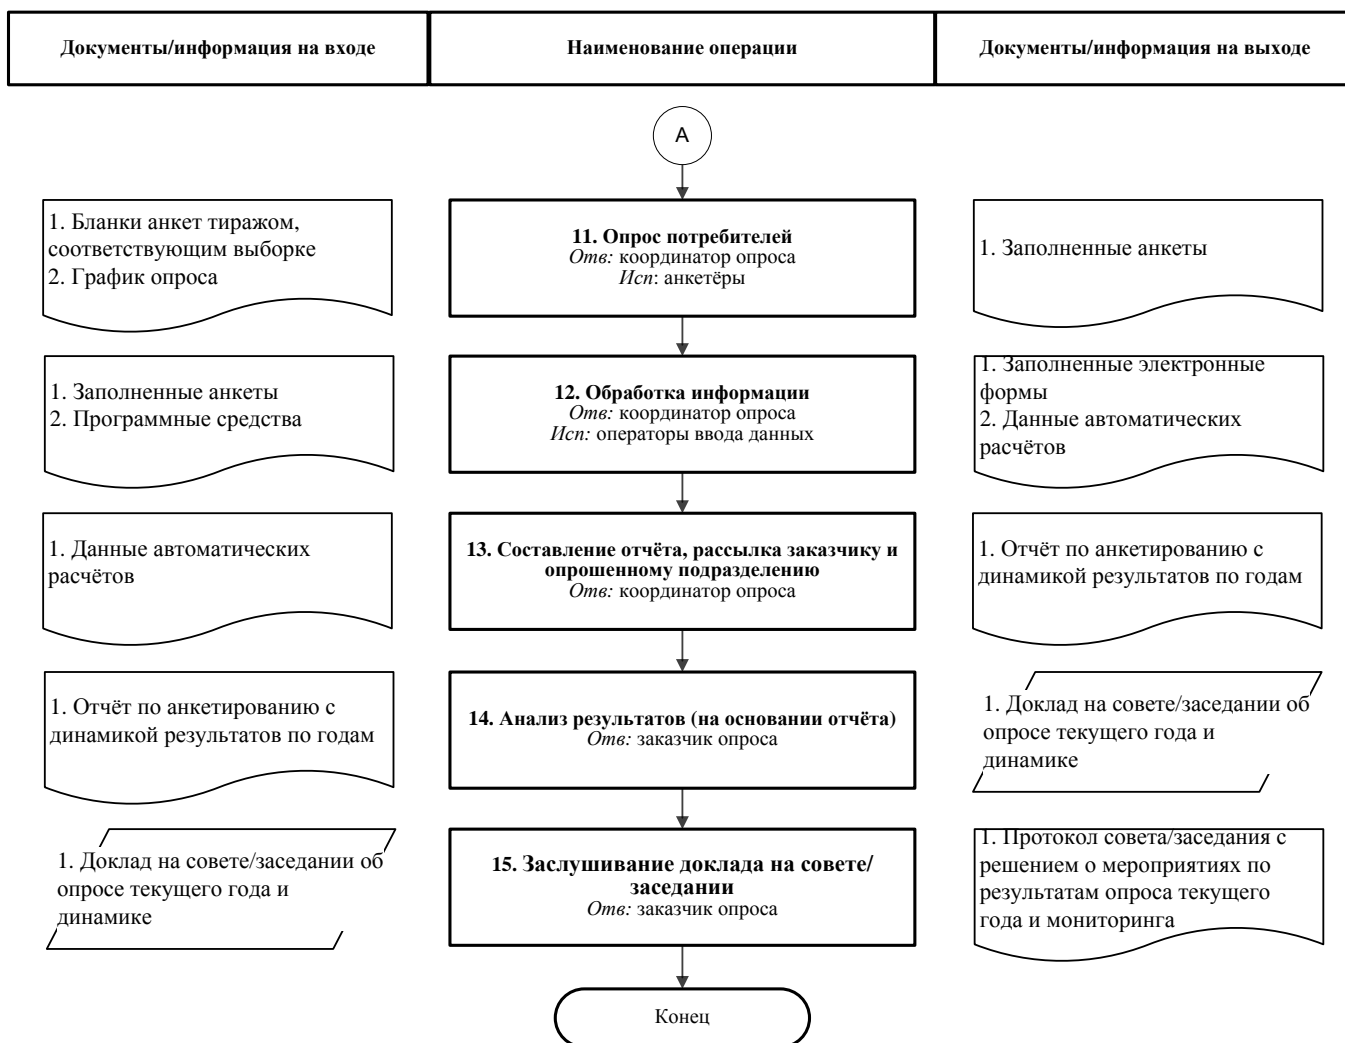 Документы/информация на входе
Наименование операции
Документы/информация на выходе
А
1. Бланки анкет тиражом,
соответствующим выборке
2. График опроса
11. Опрос потребителей
Отв: координатор опроса
Исп: анкетёры
1. Заполненные анкеты
1. Заполненные анкеты
2. Программные средства
12. Обработка информации
Отв: координатор опроса
Исп: операторы ввода данных
1. Заполненные электронные
формы
2. Данные автоматических
расчётов
1. Данные автоматических
расчётов
13. Составление отчёта, рассылка заказчику и
опрошенному подразделению
Отв: координатор опроса
1. Отчёт по анкетированию с
динамикой результатов по годам
1. Отчёт по анкетированию с
динамикой результатов по годам
14. Анализ результатов (на основании отчёта)
Отв: заказчик опроса
1. Доклад на совете/заседании об
опросе текущего года и
динамике
1. Доклад на совете/заседании об
опросе текущего года и
динамике
15. Заслушивание доклада на совете/
заседании
Отв: заказчик опроса
1. Протокол совета/заседания с
решением о мероприятиях по
результатам опроса текущего
года и мониторинга
Конец